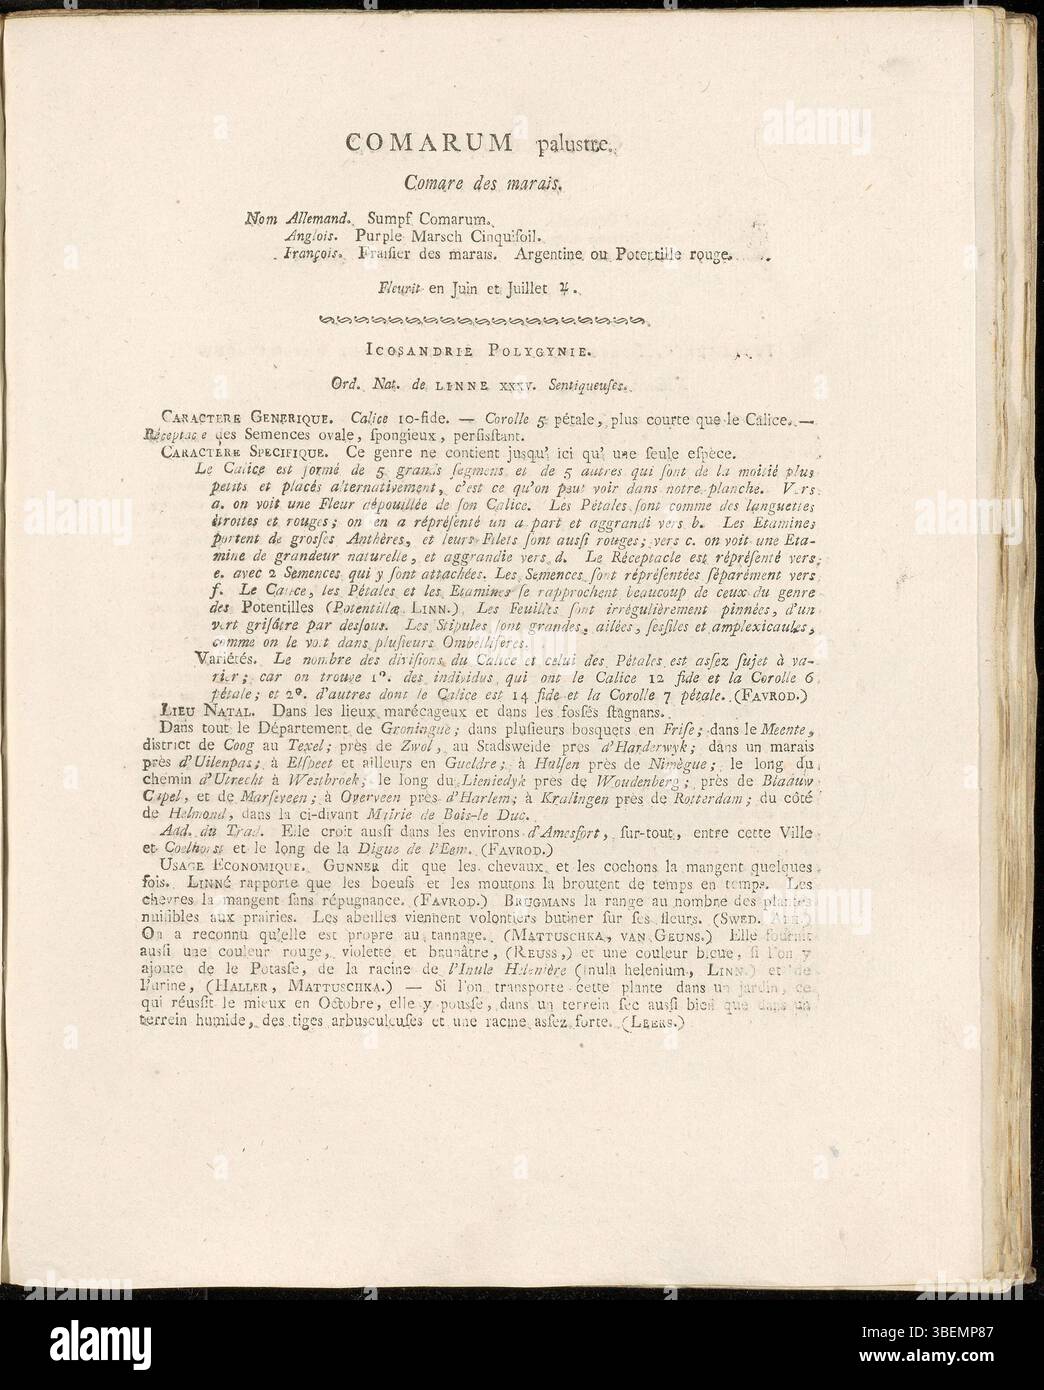 COMARUM palustre.
Comare des marais.
Nom Allemand. Sumpf Comarum.
Anglois. Purple Marsch Cinquifoil.
François. Fraiſier des marais. Argentine ou Potentille rouge.
Fleurit en Juin et Juillet ♃.
ICOSANDRIE POLYGYNIE.
Ord. Nat. de LINNE XXXV. Sentiqueuſes.
CARACTERE GENERIQUE. Calice 10-fide. — Corolle 5 pétale, plus courte que le Calice. —
Réceptacle des Semences ovale, ſpongieux, perſisſtant.
CARACTÈRE SPECIFIQUE. Ce genre ne contient jusqu' ici qu' une ſeule eſpèce.
Le Calice est formé de 5 grands ſegmens et de 5 autres qui ſont de la moitié plus
petits et placés alternativement, c'est ce qu'on peut voir dans notre planche. Vers
a. on voit une Fleur dépouillée de ſon Calice. Les Pétales ſont comme des languettes
étroites et rouges; on en a répréſenté un a part et aggrandi vers b. Les Etamines
portent de grosſes Anthères, et leurs Filets ſont ausſi rouges; vers c. on voit une Eta-
mine de grandeur naturelle, et aggrandie vers d. Le Réceptacle est répréſenté vers
e. avec 2 Semences qui y ſont attachées. Les Semences ſont répréſentées ſéparément vers
f. Le Calice, les Pétales et les Etamines ſe rapprochent beaucoup de ceux du genre
des Potentilles (Potentillæ LINN.) Les Feuilles ſont irrégulièrement pinnées, d'un
vert griſâtre par desſous. Les Stipules ſont grandes, ailées, ſesſiles et amplexicaules,
comme on le voit dans pluſieurs Ombellifères.
Variétés. Le nombre des diviſions du Calice et celui des Pétales est asſez ſujet à va-
rier; car on trouve 1°. des individus qui ont le Calice 12 fide et la Corolle 6
pétale; et 2°. d'autres dont le Calice est 14 fide et la Corolle 7 pétale. (FAVROD.)
LIEU NATAL. Dans les lieux marécageux et dans les fosſés ſtagnans.
Dans tout le Département de Groningue; dans pluſieurs bosquets en Friſe; dans le Meente,
district de Coog au Texel; près de Zwol, au Stadsweide pres d'Harderwyk; dans un marais
près d'Uilenpas; à Elſpeet et ailleurs en Gueldre; à Halſen près de Nimègue; le long du
chemin d'Utrecht à Westbroek; le long du Lieniedyk près de Woudenberg; près de Blaauw
Capel, et de Marſeveen; à Overveen près d'Harlem; à Kralingen près de Rotterdam; du côté
de Helmond, dans la ci-divant Mairie de Bois-le Duc.
Aad. du Trad. Elle croit ausſi dans les environs d'Amesfort, ſur-tout, entre cette Ville
et Coelhorst et le long de la Digue de l'Eem. (FAVROD.)
USAGE ECONOMIQUE. GUNNER dit que les chevaux et les cochons la mangent quelques
fois. LINNÉ rapporte que les boeufs et les moutons la broutent de temps en temps. Les
chevres la mangent ſans répugnance. (FAVROD.) BRUGMANS la range au nombre des plantes
nuiſibles aux prairies. Les abeilles viennent volontiers butiner ſur ſes fleurs. (SWED. ABH.)
On a reconnu qu'elle est propre au tannage. (MATTUSCHKA, VAN GEUNS.) Elle fournit
ausſi une couleur rouge, violette et brunâtre, (REUSS,) et une couleur bleue, ſi l'on y
ajoute de le Potasſe, de la racine de l'Inule Helenière (inula helenium, LINN.) et de
l'urine, (HALLER, MATTUSCHKA.) — Si l'on transporte cette plante dans un jardin, ce
qui réusſit le mieux en Octobre, elle y pousſe, dans un terrein ſec ausſi bien que dans un
terrein humide, des tiges arbusculeuſes et une racine asſez forte. (LEERS.)
alamy
Image ID: 3BEMP87
www.alamy.com